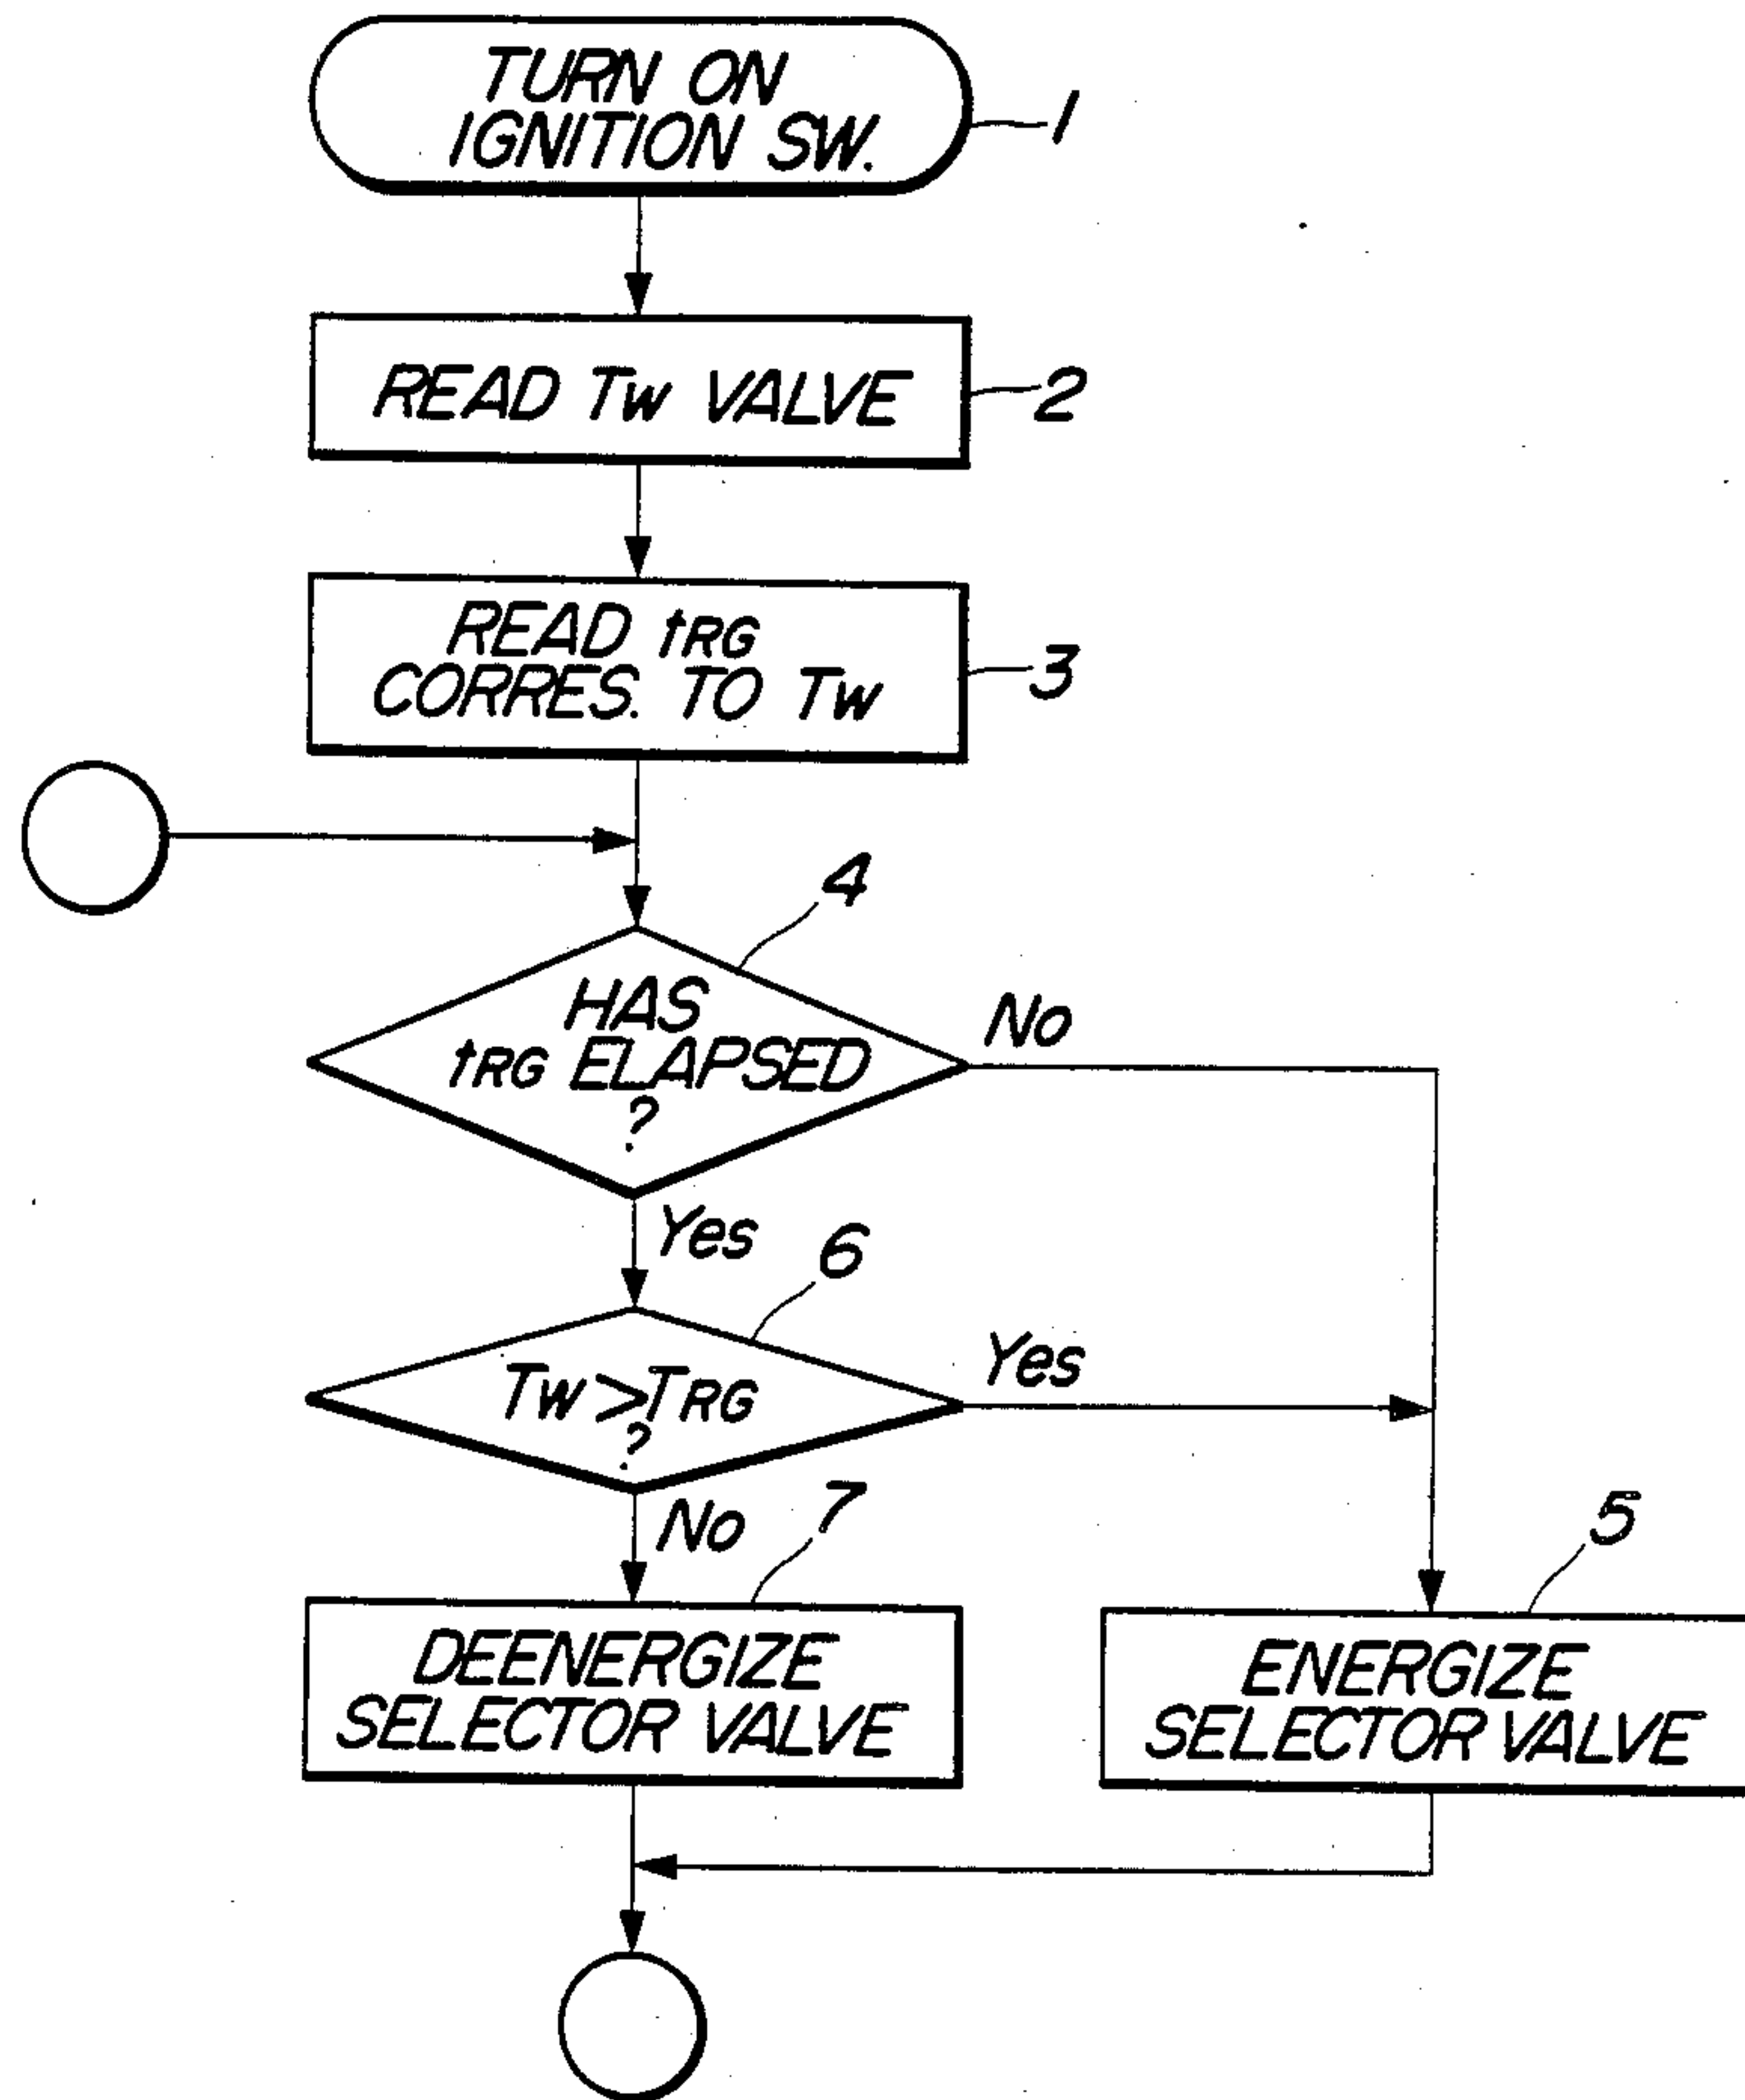 TURN ON
IGNITION SW.
1
READ TW VALVE
2
READ tRG
CORRES. TO TW
3
4
HAS
tRG ELAPSED
?
No
Yes
6
TW>TRG
?
Yes
No
7
DEENERGIZE
SELECTOR VALVE
5
ENERGIZE
SELECTOR VALVE